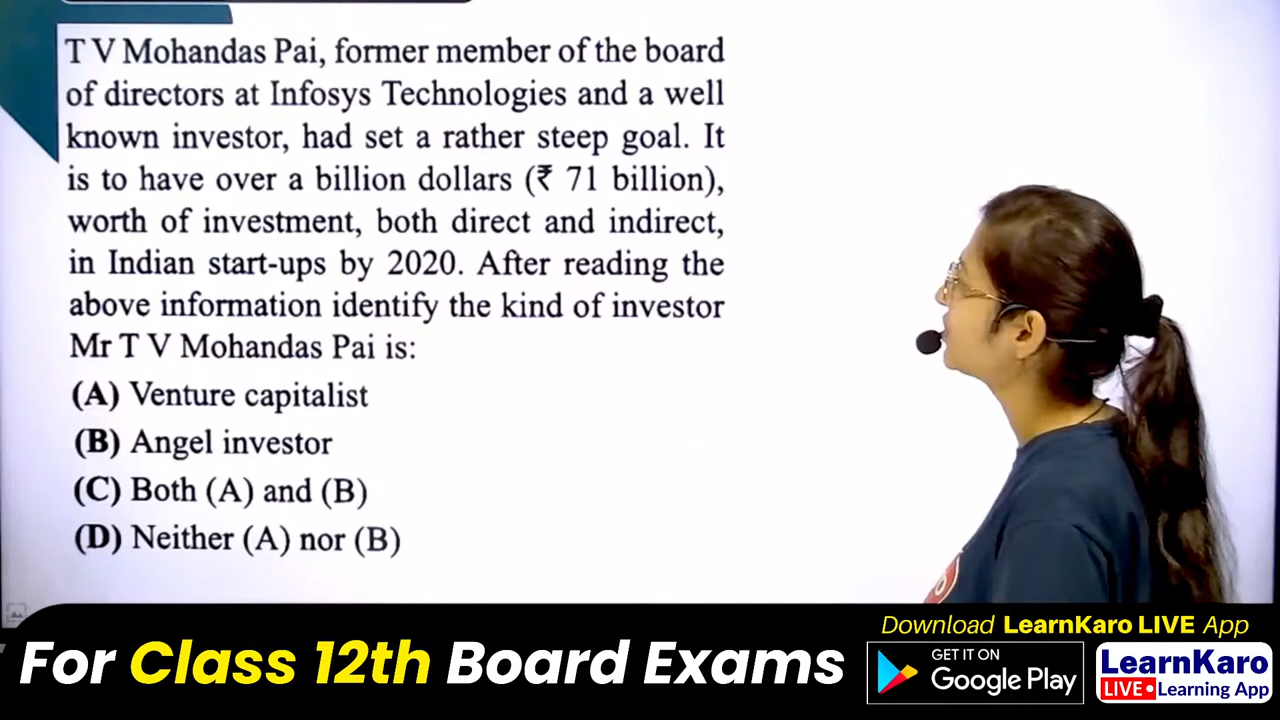 T V Mohandas Pai, former member of the board
of directors at Infosys Technologies and a well
known investor, had set a rather steep goal. It
is to have over a billion dollars (₹ 71 billion),
worth of investment, both direct and indirect,
in Indian start-ups by 2020. After reading the
above information identify the kind of investor
Mr T V Mohandas Pai is:
(A) Venture capitalist
(B) Angel investor
(C) Both (A) and (B)
(D) Neither (A) nor (B)
For Class 12th Board Exams
Download LearnKaro LIVE App
GET IT ON
Google Play
LearnKaro
LIVE Learning App